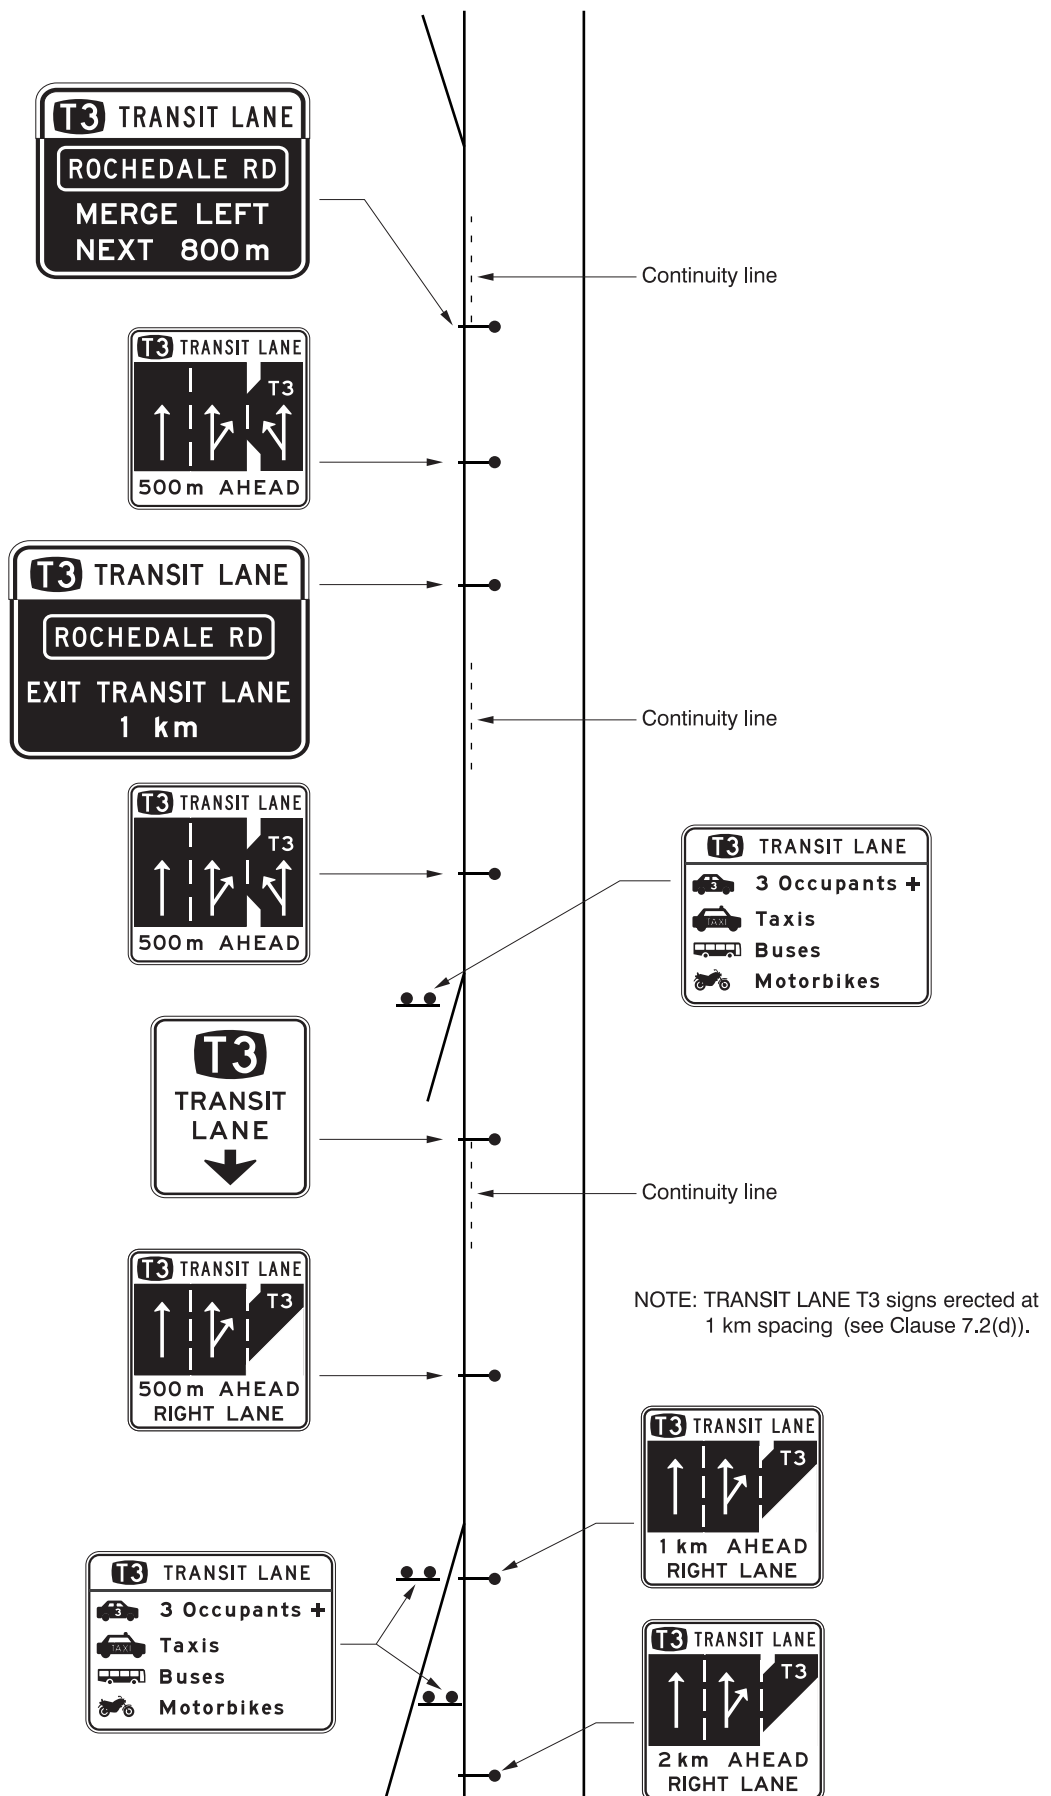 T3 TRANSIT LANE
ROCHEDALE RD
MERGE LEFT
NEXT 800m
Continuity line
T3 TRANSIT LANE
T3
500m AHEAD
T3 TRANSIT LANE
ROCHEDALE RD
EXIT TRANSIT LANE
1 km
Continuity line
T3 TRANSIT LANE
T3
500m AHEAD
T3 TRANSIT LANE
3 3 Occupants +
TAXI Taxis
Buses
Motorbikes
T3
TRANSIT
LANE
Continuity line
T3 TRANSIT LANE
T3
500m AHEAD
RIGHT LANE
NOTE: TRANSIT LANE T3 signs erected at
1 km spacing (see Clause 7.2(d)).
T3 TRANSIT LANE
T3
1 km AHEAD
RIGHT LANE
T3 TRANSIT LANE
3 3 Occupants +
TAXI Taxis
Buses
Motorbikes
T3 TRANSIT LANE
T3
2 km AHEAD
RIGHT LANE